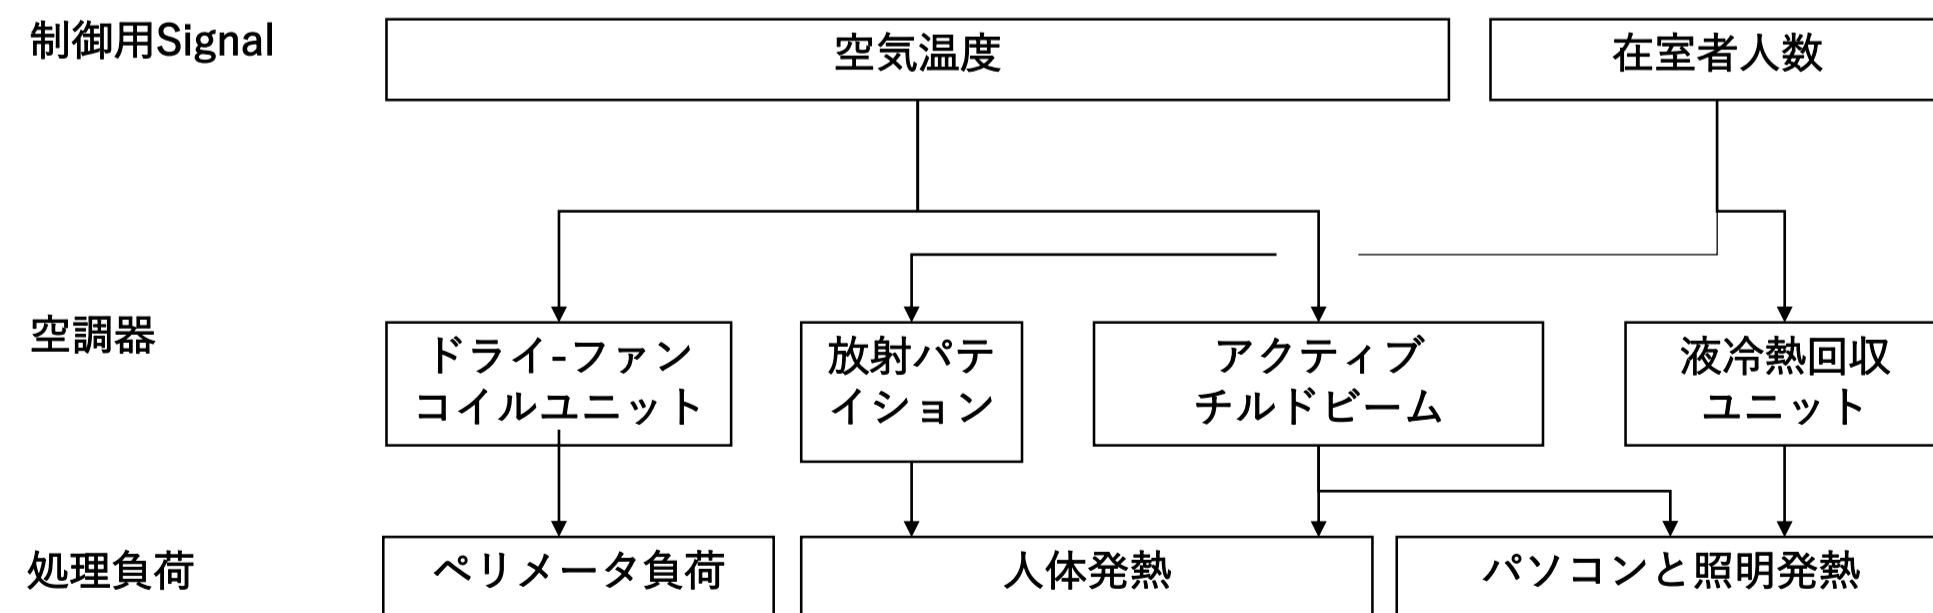 制御用Signal
空気温度
在室者人数
空調器
ドライ-ファン
コイルユニット
放射パテ
イション
アクティブ
チルドビーム
液冷熱回収
ユニット
処理負荷
ペリメータ負荷
人体発熱
パソコンと照明発熱